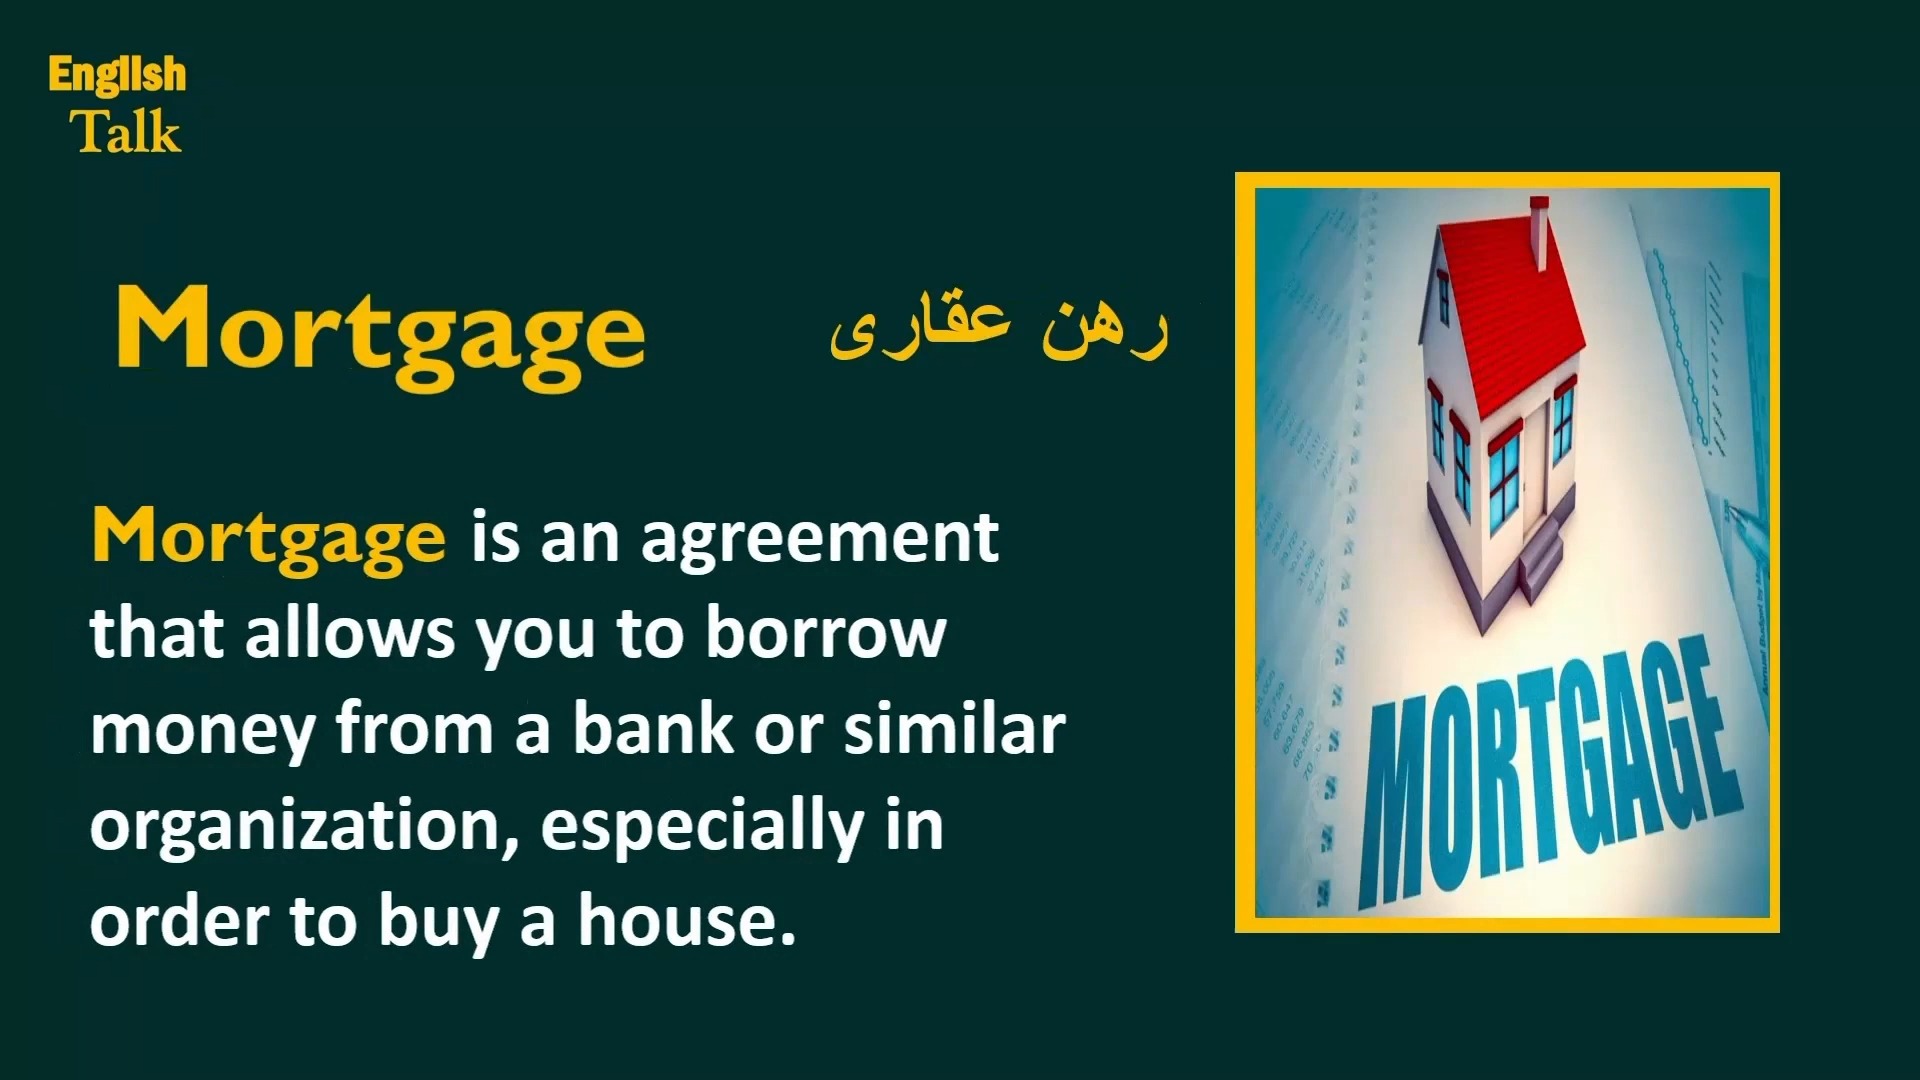 English
Talk
Mortgage
رهن عقارى
Mortgage is an agreement
that allows you to borrow
money from a bank or similar
organization, especially in
order to buy a house.
MORTGAGE